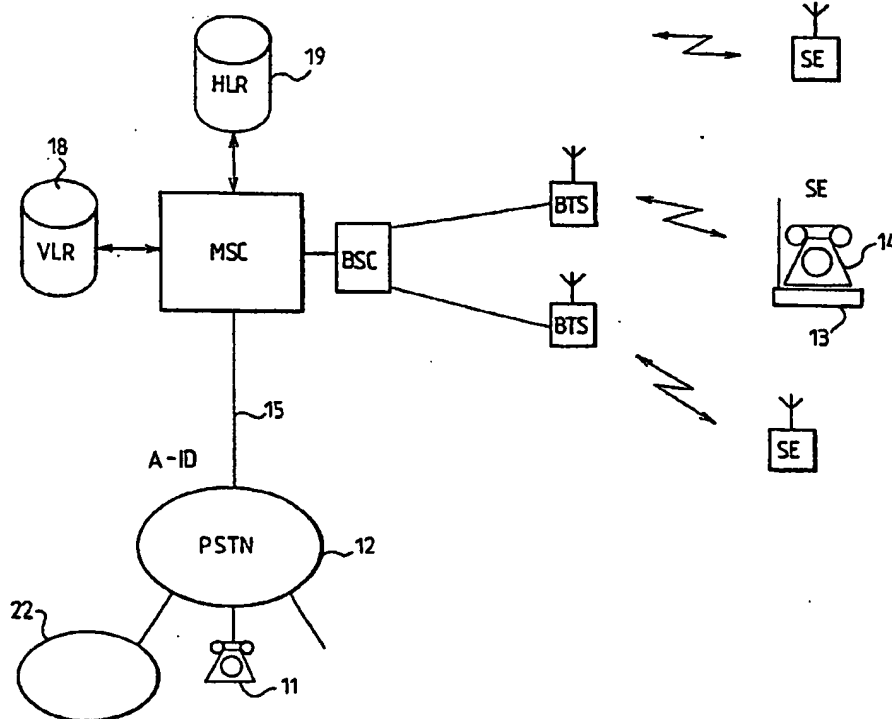 SE
HLR
19
18
SE
BTS
VLR
MSC
BSC
14
BTS
13
15
SE
A-ID
PSTN
12
22
11